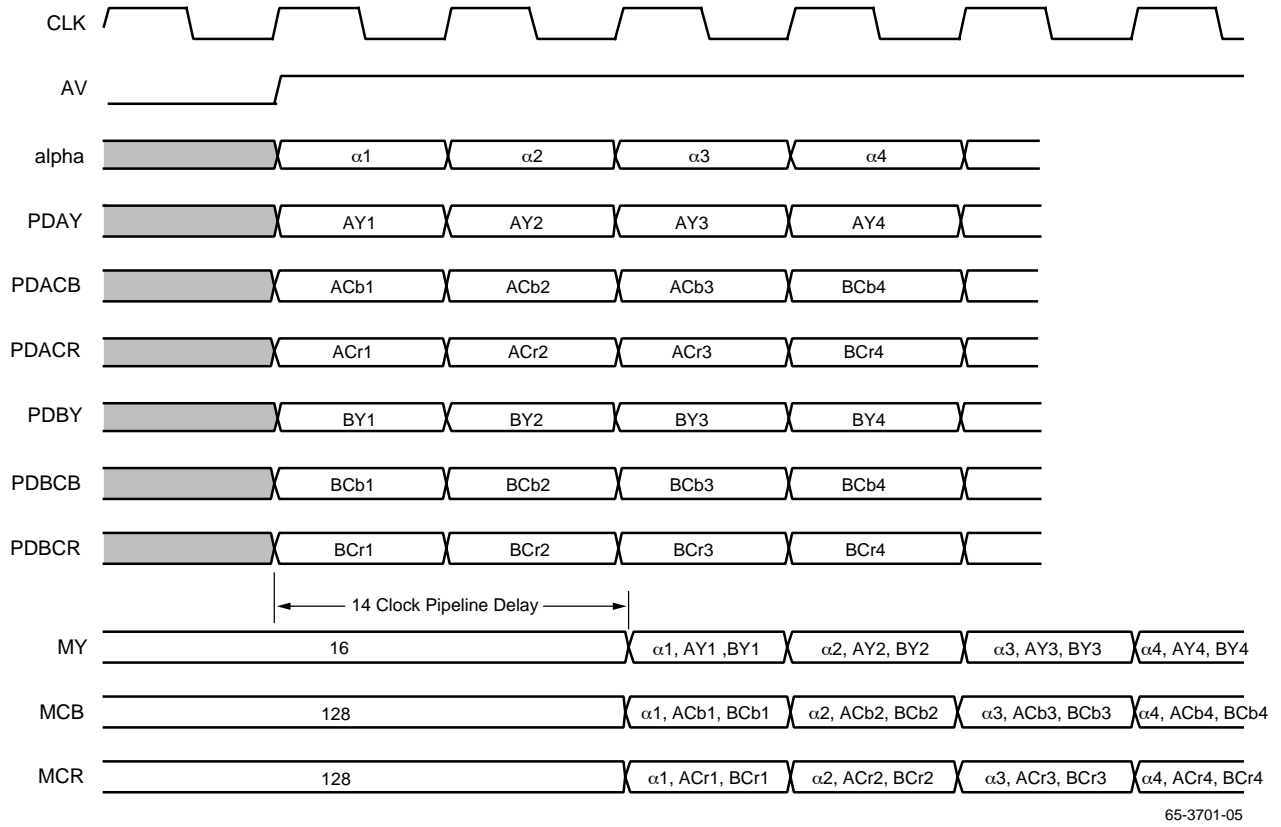 CLK
AV
alpha α1 α2 α3 α4
PDAY AY1 AY2 AY3 AY4
PDACB ACb1 ACb2 ACb3 BCb4
PDACR ACr1 ACr2 ACr3 BCr4
PDBY BY1 BY2 BY3 BY4
PDBCB BCb1 BCb2 BCb3 BCb4
PDBCR BCr1 BCr2 BCr3 BCr4
14 Clock Pipeline Delay
MY 16 α1, AY1 ,BY1 α2, AY2, BY2 α3, AY3, BY3 α4, AY4, BY4
MCB 128 α1, ACb1, BCb1 α2, ACb2, BCb2 α3, ACb3, BCb3 α4, ACb4, BCb4
MCR 128 α1, ACr1, BCr1 α2, ACr2, BCr2 α3, ACr3, BCr3 α4, ACr4, BCr4
65-3701-05